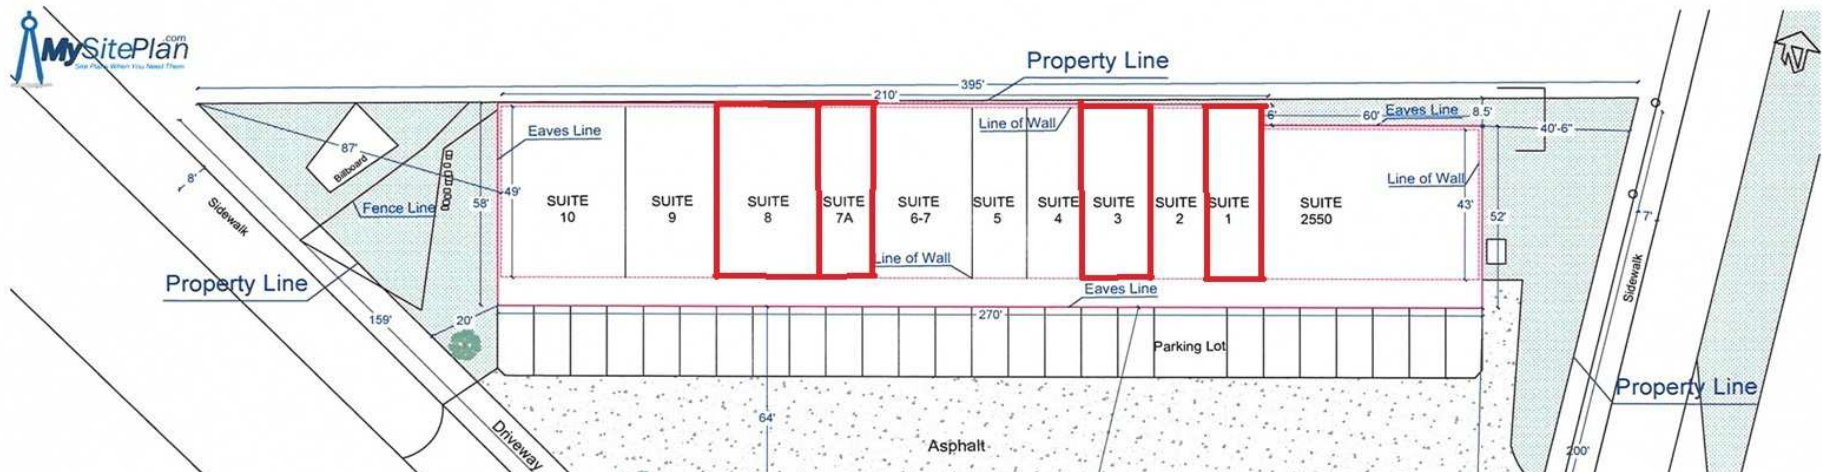 MySitePlan
.com
Site Plans When You Need Them
Property Line
395'
210'
Eaves Line
Line of Wall
6'
60'
Eaves Line
8.5'
40'-6"
87'
Billboard
8'
Sidewalk
Fence Line
58'
49'
SUITE
10
SUITE
9
SUITE
8
SUITE
7A
SUITE
6-7
SUITE
5
SUITE
4
SUITE
3
SUITE
2
SUITE
1
SUITE
2550
Line of Wall
43'
52'
7'
Sidewalk
Line of Wall
Eaves Line
Property Line
159'
20'
270'
Parking Lot
64'
Asphalt
Driveway
Property Line
200'
N